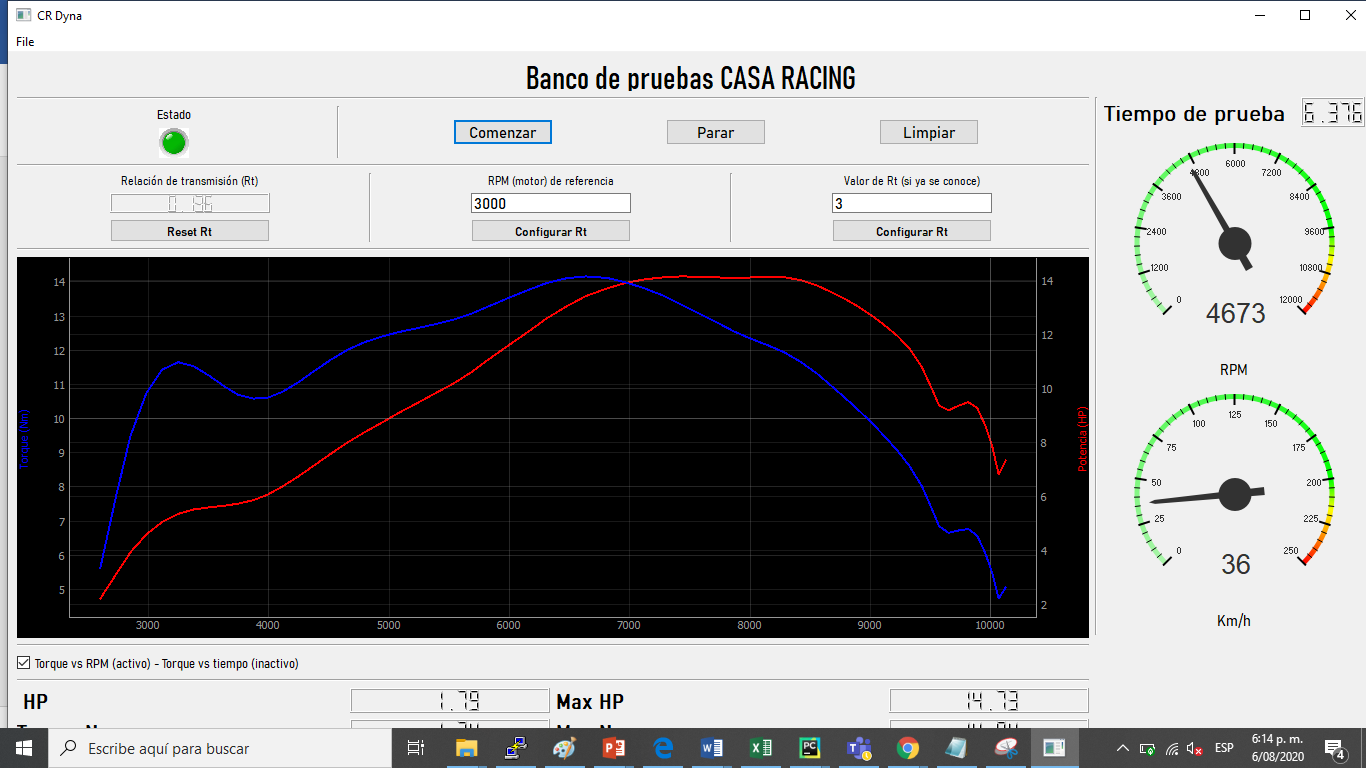 CR Dyna
File
Banco de pruebas CASA RACING
Estado
Comenzar
Parar
Limpiar
Tiempo de prueba 6.376
Relación de transmisión (Rt)
0.196
Reset Rt
RPM (motor) de referencia
3000
Configurar Rt
Valor de Rt (si ya se conoce)
3
Configurar Rt
Torque (Nm)
14
13
12
11
10
9
8
7
6
5
3000 4000 5000 6000 7000 8000 9000 10000
14
12
10
8
6
4
2
Potencia (HP)
0 1200 2400 3600 4800 6000 7200 8400 9600 10800 12000
4673
RPM
0 25 50 75 100 125 150 175 200 225 250
36
Km/h
Torque vs RPM (activo) - Torque vs tiempo (inactivo)
HP 1.79 Max HP 14.73
Escribe aquí para buscar
ESP
6:14 p. m.
6/08/2020
4